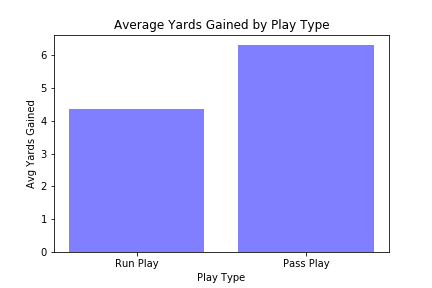 Average Yards Gained by Play Type
Avg Yards Gained
6
5
4
3
2
1
0
Run Play
Pass Play
Play Type